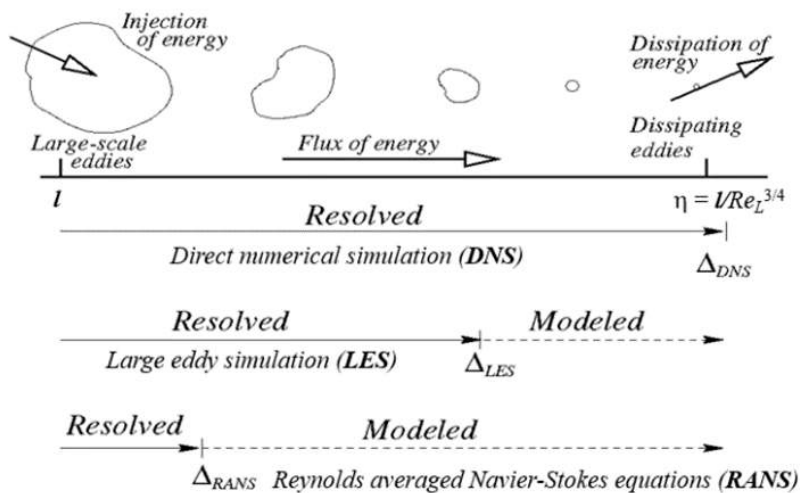 Injection
of energy
Dissipation of
energy
Large-scale
eddies
Flux of energy
Dissipating
eddies
l
η = l/Re_L^{3/4}
Resolved
Direct numerical simulation (DNS)
Δ_DNS
Resolved
Modeled
Large eddy simulation (LES)
Δ_LES
Resolved
Modeled
Δ_RANS Reynolds averaged Navier-Stokes equations (RANS)